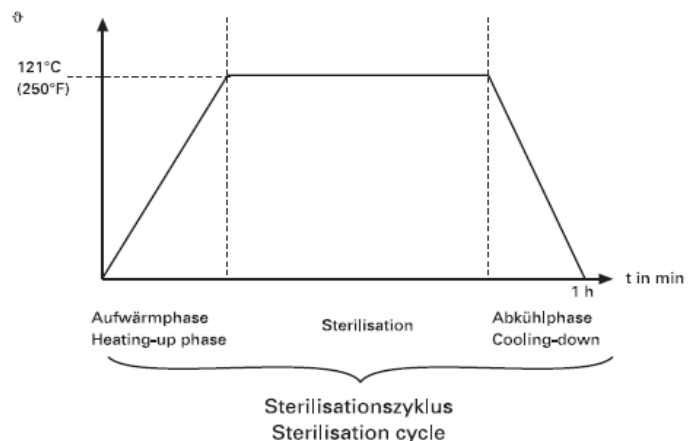 ϑ
121°C
(250°F)
t in min
1 h
Aufwärmphase
Heating-up phase
Sterilisation
Abkühlphase
Cooling-down
Sterilisationszyklus
Sterilisation cycle